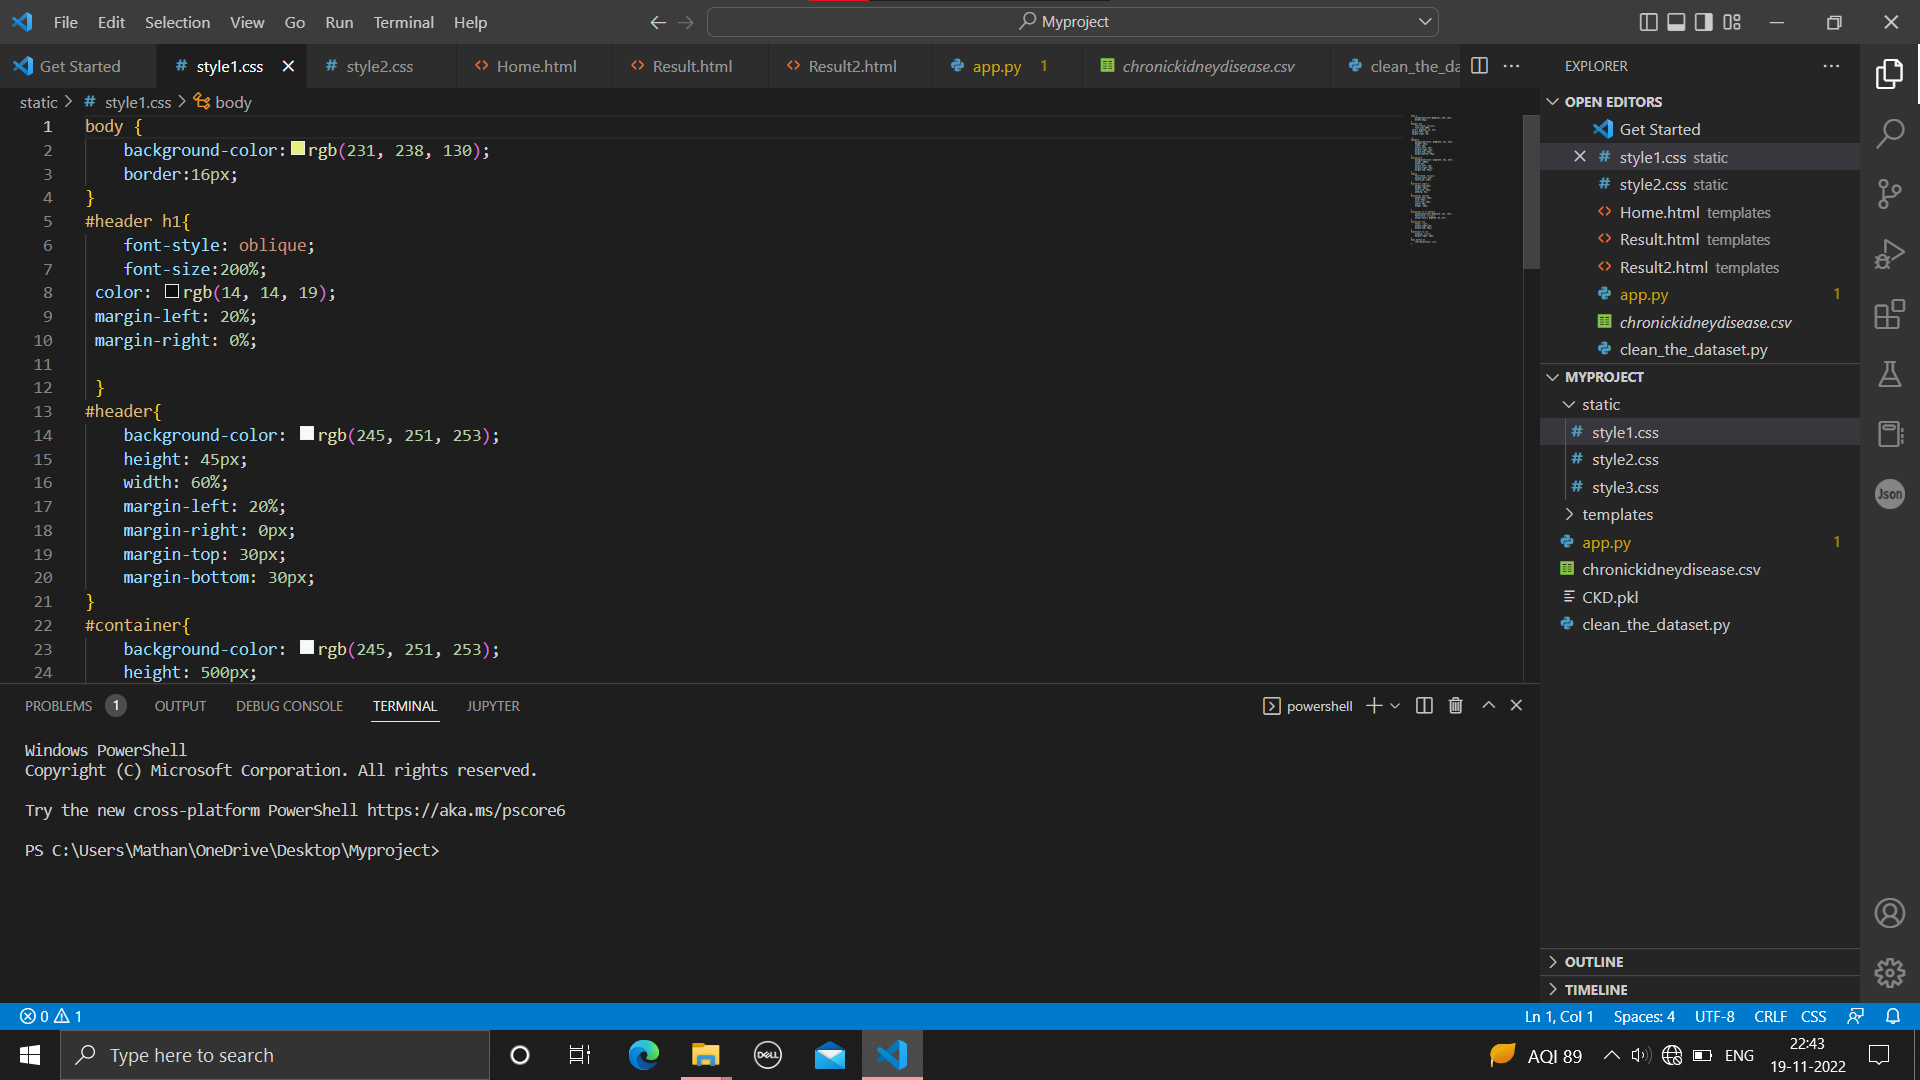 File Edit Selection View Go Run Terminal Help
Myproject
Get Started
style1.css
style2.css
Home.html
Result.html
Result2.html
app.py 1
chronickidneydisease.csv
clean_the_da
static > # style1.css > body
1 body {
2 background-color: rgb(231, 238, 130);
3 border:16px;
4 }
5 #header h1{
6 font-style: oblique;
7 font-size:200%;
8 color: rgb(14, 14, 19);
9 margin-left: 20%;
10 margin-right: 0%;
11
12 }
13 #header{
14 background-color: rgb(245, 251, 253);
15 height: 45px;
16 width: 60%;
17 margin-left: 20%;
18 margin-right: 0px;
19 margin-top: 30px;
20 margin-bottom: 30px;
21 }
22 #container{
23 background-color: rgb(245, 251, 253);
24 height: 500px;
EXPLORER
OPEN EDITORS
Get Started
# style1.css static
# style2.css static
Home.html templates
Result.html templates
Result2.html templates
app.py 1
chronickidneydisease.csv
clean_the_dataset.py
MYPROJECT
static
# style1.css
# style2.css
# style3.css
templates
app.py 1
chronickidneydisease.csv
CKD.pkl
clean_the_dataset.py
OUTLINE
TIMELINE
Json
PROBLEMS 1 OUTPUT DEBUG CONSOLE TERMINAL JUPYTER
powershell
Windows PowerShell
Copyright (C) Microsoft Corporation. All rights reserved.
Try the new cross-platform PowerShell https://aka.ms/pscore6
PS C:\Users\Mathan\OneDrive\Desktop\Myproject>
0 1
Ln 1, Col 1 Spaces: 4 UTF-8 CRLF CSS
Type here to search
DELL
AQI 89
ENG
22:43
19-11-2022